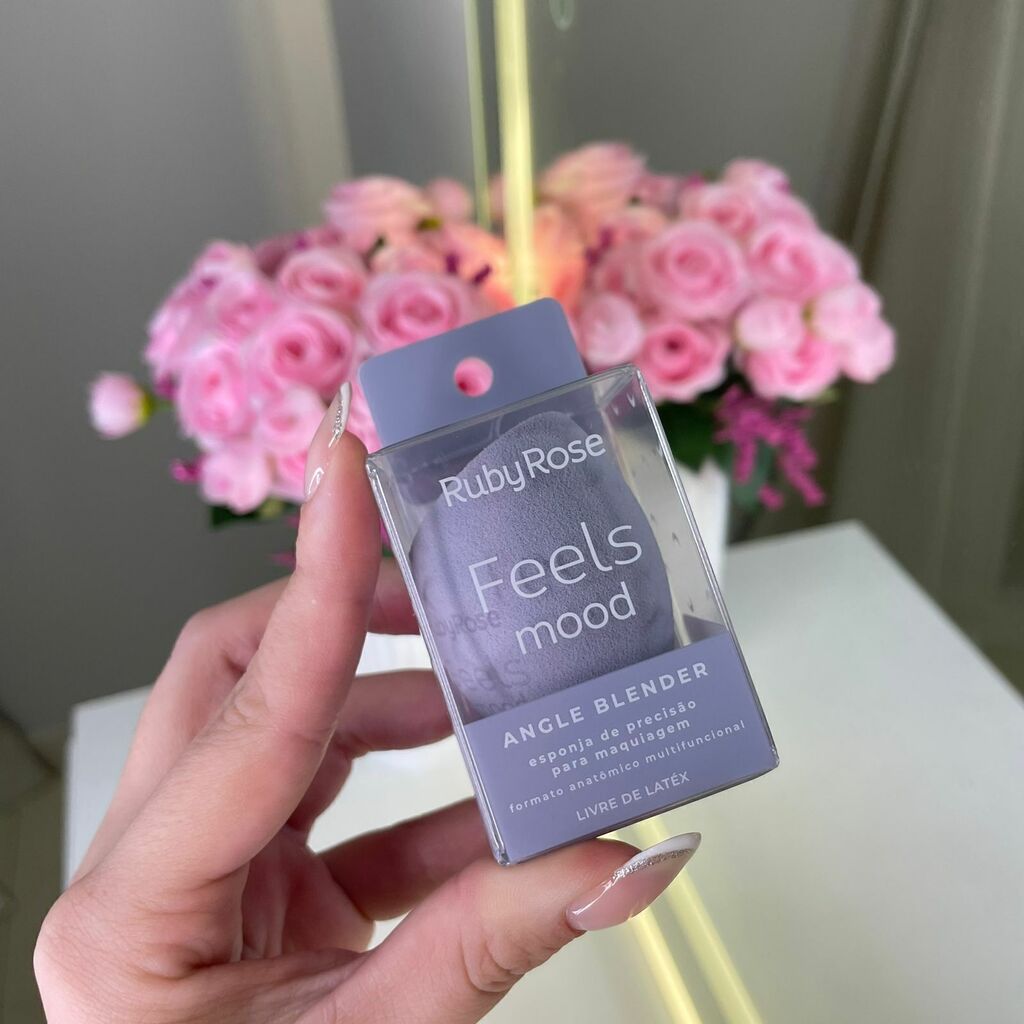 RubyRose
Feels
mood
ANGLE BLENDER
esponja de precisão
para maquiagem
formato anatômico multifuncional
LIVRE DE LATÉX